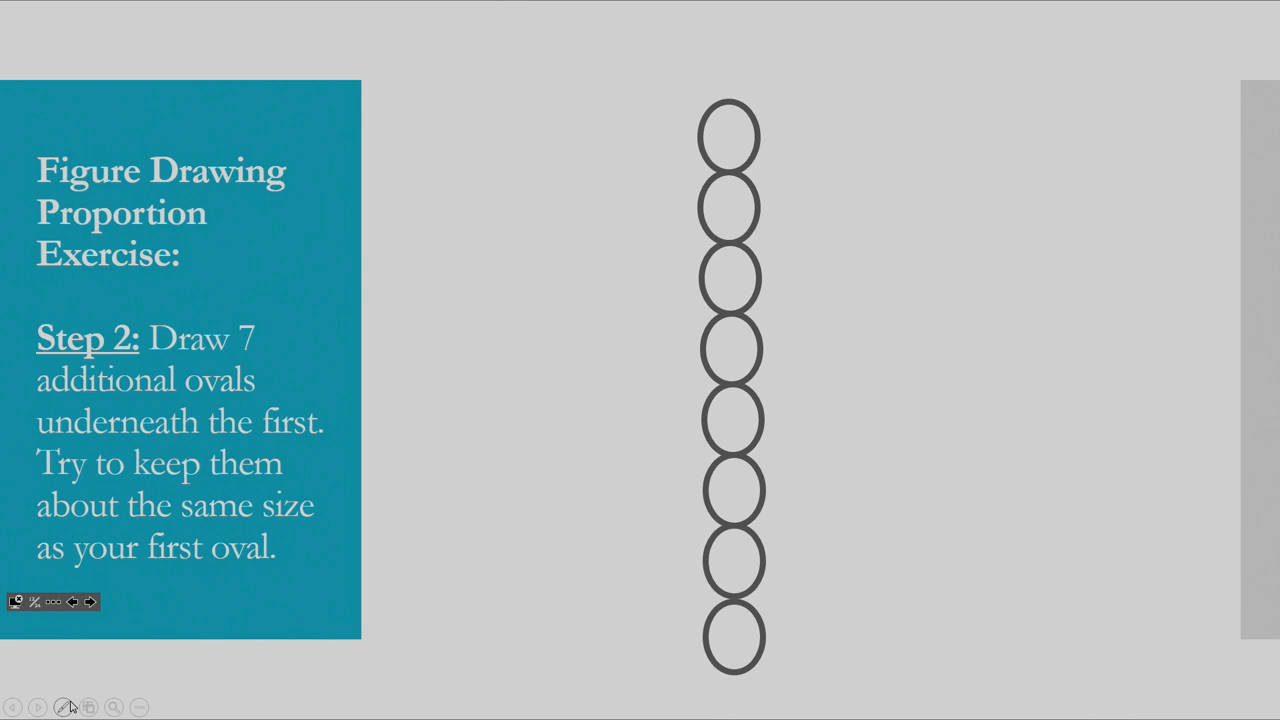 Figure Drawing
Proportion
Exercise:
Step 2: Draw 7
additional ovals
underneath the first.
Try to keep them
about the same size
as your first oval.